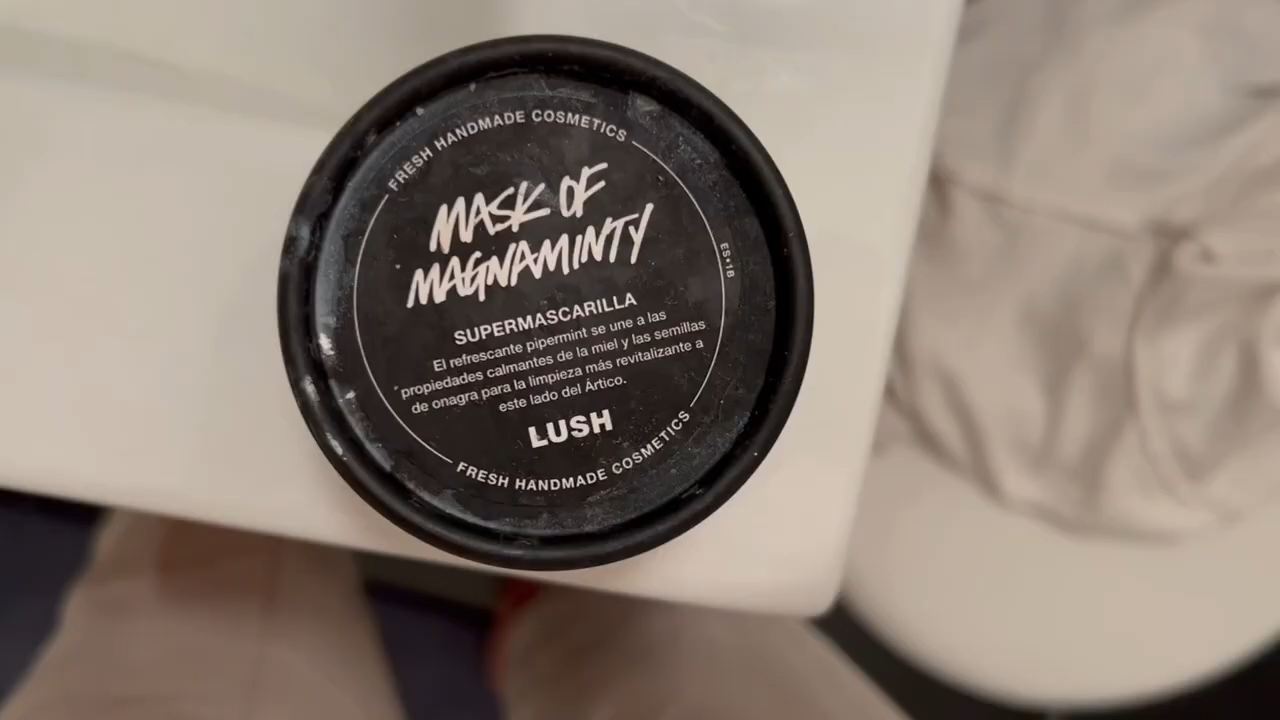 FRESH HANDMADE COSMETICS
MASK OF
MAGNAMINTY
ES•1B
SUPERMASCARILLA
El refrescante pipermint se une a las
propiedades calmantes de la miel y las semillas
de onagra para la limpieza más revitalizante a
este lado del Ártico.
LUSH
FRESH HANDMADE COSMETICS